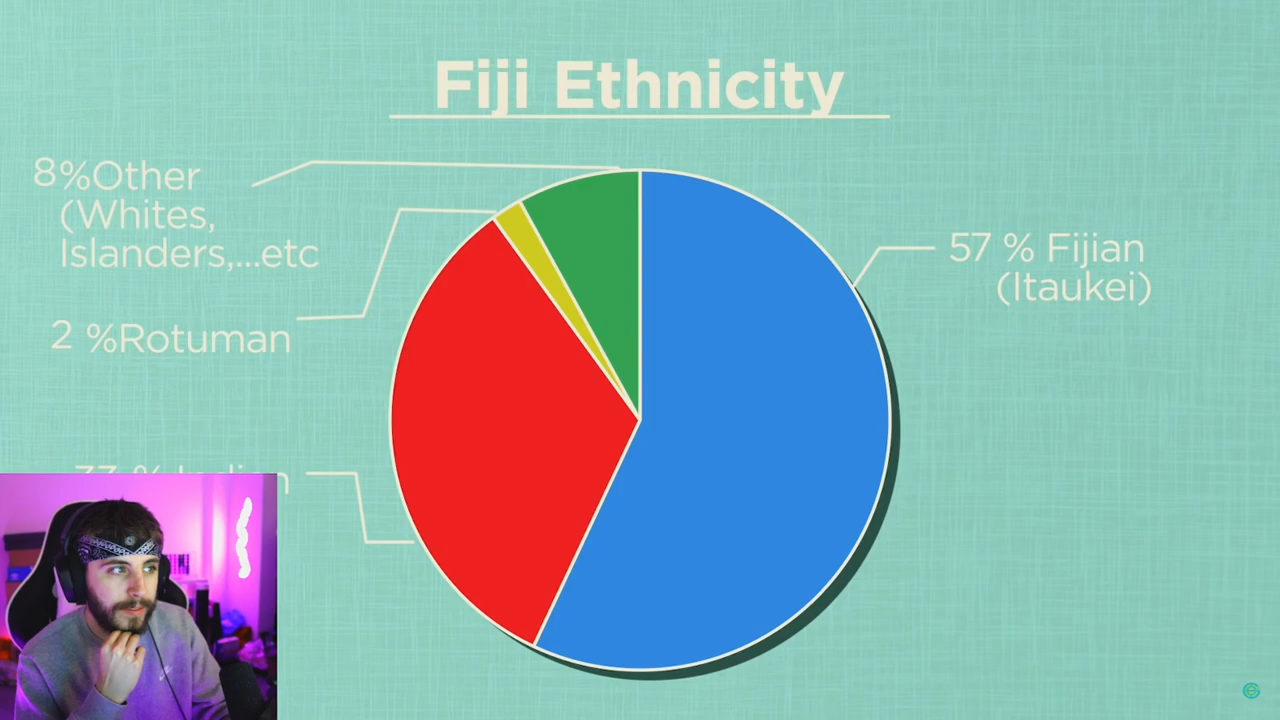 Fiji Ethnicity
8%Other
(Whites,
Islanders,...etc
57 % Fijian
(Itaukei)
2 %Rotuman
%